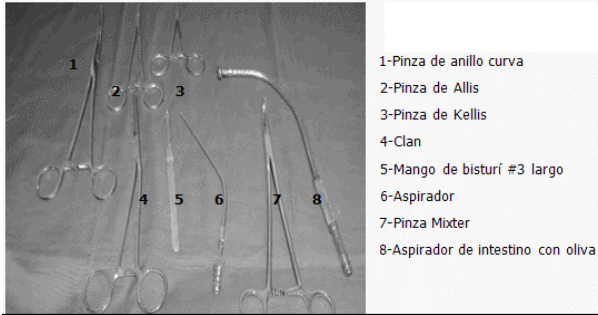 1
2
3
4
5
6
7
8
1-Pinza de anillo curva
2-Pinza de Allis
3-Pinza de Kellis
4-Clan
5-Mango de bisturí #3 largo
6-Aspirador
7-Pinza Mixter
8-Aspirador de intestino con oliva